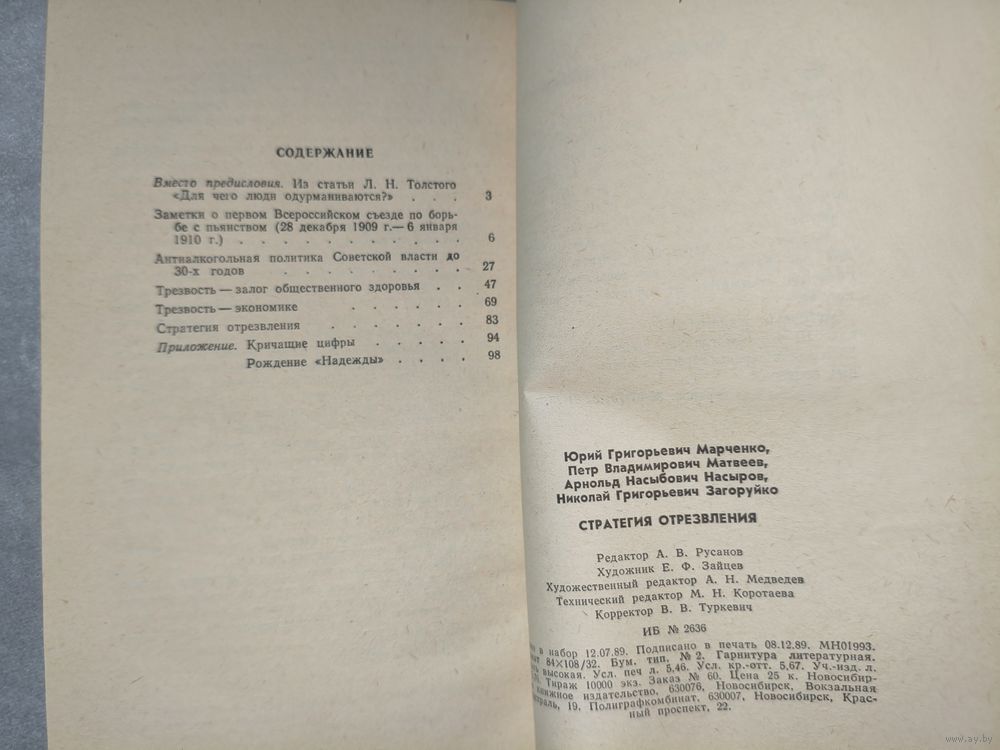 СОДЕРЖАНИЕ
Вместо предисловия. Из статьи Л. Н. Толстого
«Для чего люди одурманиваются?» . . . 3
Заметки о первом Всероссийском съезде по борь-
бе с пьянством (28 декабря 1909 г.— 6 января
1910 г.) . . . . . . . . . . 6
Антиалкогольная политика Советской власти до
30-х годов . . . . . . . . 27
Трезвость — залог общественного здоровья . . 47
Трезвость — экономике . . . . . 69
Стратегия отрезвления . . . . . . . 83
Приложение. Кричащие цифры . . . . . 94
Рождение «Надежды» . . . . 98
Юрий Григорьевич Марченко,
Петр Владимирович Матвеев,
Арнольд Насыбович Насыров,
Николай Григорьевич Загоруйко
СТРАТЕГИЯ ОТРЕЗВЛЕНИЯ
Редактор А. В. Русанов
Художник Е. Ф. Зайцев
Художественный редактор А. Н. Медведев
Технический редактор М. Н. Коротаева
Корректор В. В. Туркевич
ИБ № 2636
в набор 12.07.89. Подписано в печать 08.12.89. МН01993.
84×108/32. Бум. тип. № 2. Гарнитура литературная.
высокая. Усл. печ л. 5,46. Усл. кр.-отт. 5,67. Уч.-изд. л.
Тираж 10000 экз. Заказ № 60. Цена 25 к. Новосибир-
книжное издательство, 630076, Новосибирск, Вокзальная
19. Полиграфкомбинат, 630007, Новосибирск, Крас-
ный проспект, 22.
www.ay.by